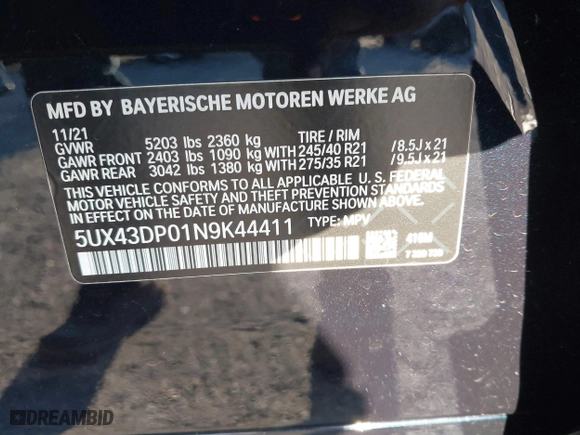 MFD BY BAYERISCHE MOTOREN WERKE AG
11/21
GVWR 5203 lbs 2360 kg TIRE / RIM
GAWR FRONT 2403 lbs 1090 kg WITH 245/40 R21 /8.5J x 21
GAWR REAR 3042 lbs 1380 kg WITH 275/35 R21 /9.5J x 21
THIS VEHICLE CONFORMS TO ALL APPLICABLE U. S. FEDERAL
MOTOR VEHICLE SAFETY AND THEFT PREVENTION STANDARDS
IN EFFECT ON THE DATE OF MANUFACTURE SHOWN ABOVE.
5UX43DP01N9K44411 TYPE: MPV
416M
DREAMBID